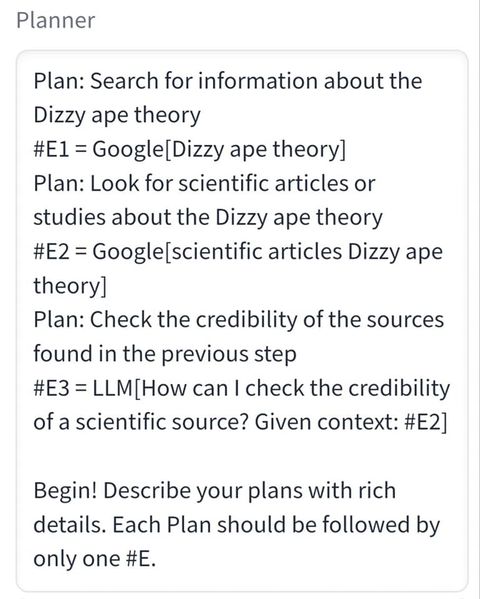 Planner
Plan: Search for information about the
Dizzy ape theory
#E1 = Google[Dizzy ape theory]
Plan: Look for scientific articles or
studies about the Dizzy ape theory
#E2 = Google[scientific articles Dizzy ape
theory]
Plan: Check the credibility of the sources
found in the previous step
#E3 = LLM[How can I check the credibility
of a scientific source? Given context: #E2]
Begin! Describe your plans with rich
details. Each Plan should be followed by
only one #E.